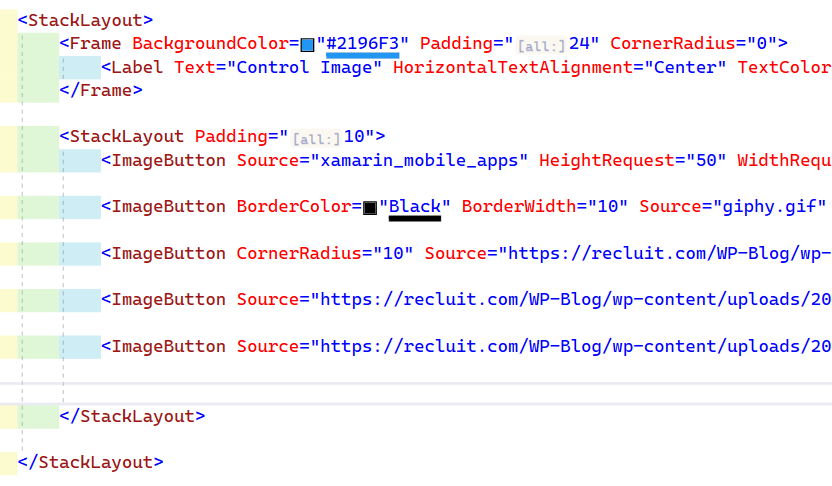 <StackLayout>
<Frame BackgroundColor="#2196F3" Padding="[all:]24" CornerRadius="0">
<Label Text="Control Image" HorizontalTextAlignment="Center" TextColor
</Frame>
<StackLayout Padding="[all:]10">
<ImageButton Source="xamarin_mobile_apps" HeightRequest="50" WidthRequ
<ImageButton BorderColor="Black" BorderWidth="10" Source="giphy.gif"
<ImageButton CornerRadius="10" Source="https://recluit.com/WP-Blog/wp-
<ImageButton Source="https://recluit.com/WP-Blog/wp-content/uploads/20
<ImageButton Source="https://recluit.com/WP-Blog/wp-content/uploads/20
</StackLayout>
</StackLayout>